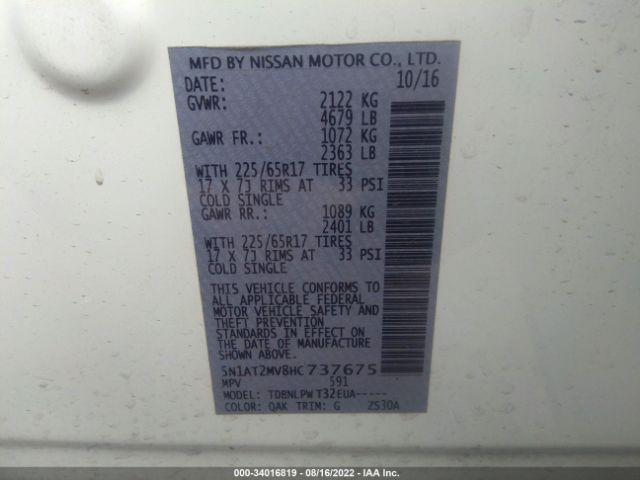 MFD BY NISSAN MOTOR CO., LTD.
DATE: 10/16
GVWR: 2122 KG
4679 LB
GAWR FR.: 1072 KG
2363 LB
WITH 225/65R17 TIRES
17 X 7J RIMS AT 33 PSI
COLD SINGLE
GAWR RR.: 1089 KG
2401 LB
WITH 225/65R17 TIRES
17 X 7J RIMS AT 33 PSI
COLD SINGLE
THIS VEHICLE CONFORMS TO
ALL APPLICABLE FEDERAL
MOTOR VEHICLE SAFETY AND
THEFT PREVENTION
STANDARDS IN EFFECT ON
THE DATE OF MANUFACTURE
SHOWN ABOVE.
5N1AT2MV8HC737675
MPV 591
MODEL: TDBNLPWT32EUA-----
COLOR: QAK TRIM: G ZS30A
000-34016819 / 08/16/2022 - IAA Inc.